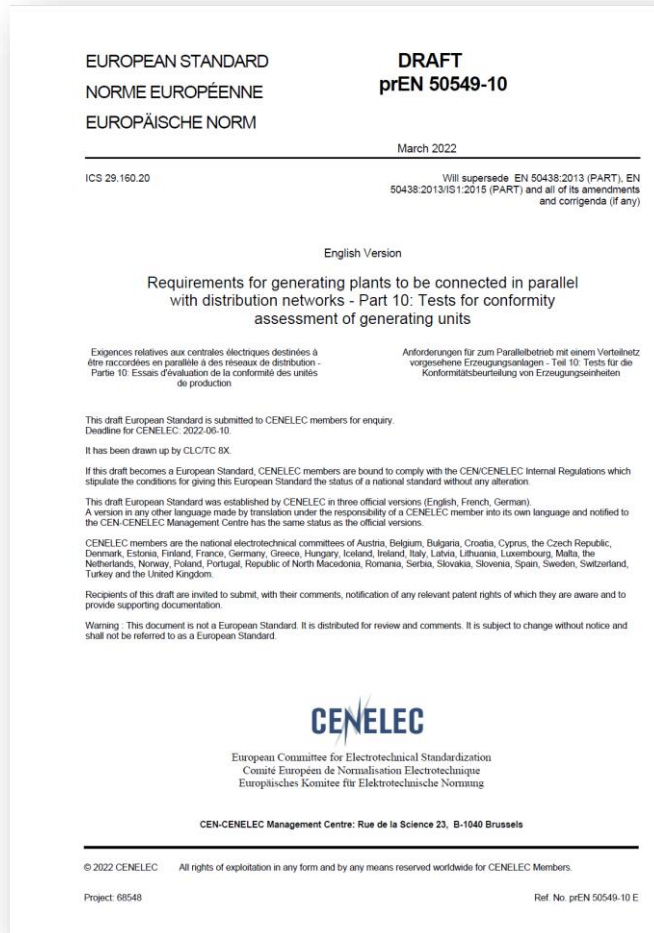 EUROPEAN STANDARD
NORME EUROPÉENNE
EUROPÄISCHE NORM
DRAFT
prEN 50549-10
March 2022
ICS 29.160.20
Will supersede EN 50438:2013 (PART), EN
50438:2013/IS1:2015 (PART) and all of its amendments
and corrigenda (if any)
English Version
Requirements for generating plants to be connected in parallel
with distribution networks - Part 10: Tests for conformity
assessment of generating units
Exigences relatives aux centrales électriques destinées à
être raccordées en parallèle à des réseaux de distribution -
Partie 10: Essais d'évaluation de la conformité des unités
de production
Anforderungen für zum Parallelbetrieb mit einem Verteilnetz
vorgesehene Erzeugungsanlagen - Teil 10: Tests für die
Konformitätsbeurteilung von Erzeugungseinheiten
This draft European Standard is submitted to CENELEC members for enquiry.
Deadline for CENELEC: 2022-06-10.
It has been drawn up by CLC/TC 8X.
If this draft becomes a European Standard, CENELEC members are bound to comply with the CEN/CENELEC Internal Regulations which
stipulate the conditions for giving this European Standard the status of a national standard without any alteration.
This draft European Standard was established by CENELEC in three official versions (English, French, German).
A version in any other language made by translation under the responsibility of a CENELEC member into its own language and notified to
the CEN-CENELEC Management Centre has the same status as the official versions.
CENELEC members are the national electrotechnical committees of Austria, Belgium, Bulgaria, Croatia, Cyprus, the Czech Republic,
Denmark, Estonia, Finland, France, Germany, Greece, Hungary, Iceland, Ireland, Italy, Latvia, Lithuania, Luxembourg, Malta, the
Netherlands, Norway, Poland, Portugal, Republic of North Macedonia, Romania, Serbia, Slovakia, Slovenia, Spain, Sweden, Switzerland,
Turkey and the United Kingdom.
Recipients of this draft are invited to submit, with their comments, notification of any relevant patent rights of which they are aware and to
provide supporting documentation.
Warning : This document is not a European Standard. It is distributed for review and comments. It is subject to change without notice and
shall not be referred to as a European Standard.
CENELEC
European Committee for Electrotechnical Standardization
Comité Européen de Normalisation Electrotechnique
Europäisches Komitee für Elektrotechnische Normung
CEN-CENELEC Management Centre: Rue de la Science 23, B-1040 Brussels
© 2022 CENELEC All rights of exploitation in any form and by any means reserved worldwide for CENELEC Members.
Project: 68548
Ref. No. prEN 50549-10 E